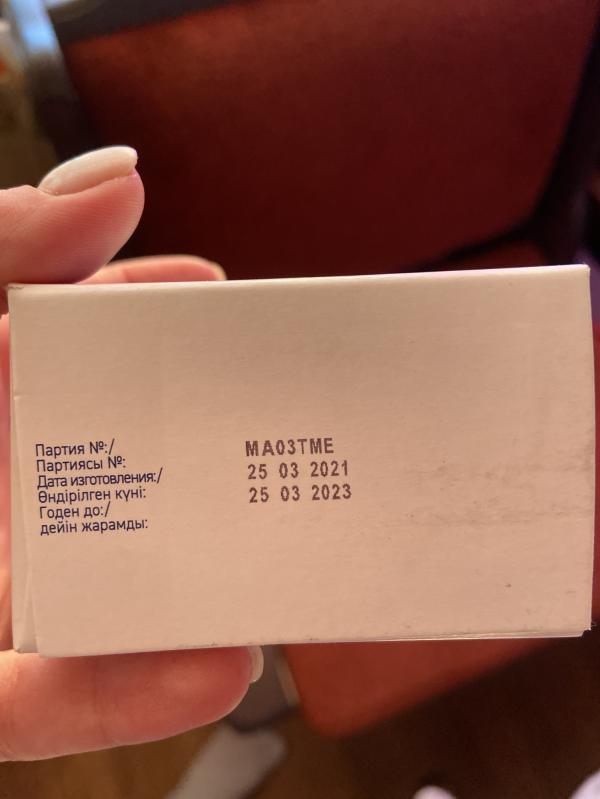 Партия №:/
Партиясы №:
Дата изготовления:/
Өндірілген күні:
Годен до:/
дейін жарамды:
MA03TME
25 03 2021
25 03 2023